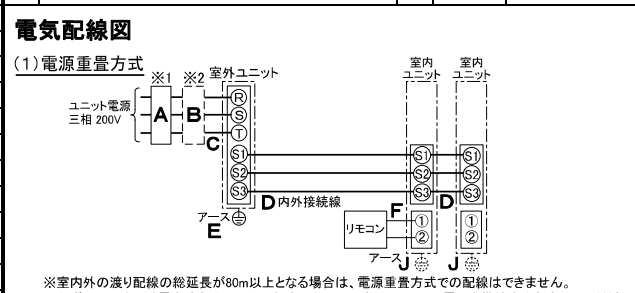 電気配線図
(1)電源重畳方式
※1 ※2 室外ユニット 室内ユニット 室内ユニット
ユニット電源
三相 200V
A B C
R
S
T
S1 S1 S1
S2 S2 S2
S3 S3 S3
D 内外接続線 D
アース
E
F
リモコン
① ①
② ②
アース J J
※室内外の渡り配線の総延長が80m以上となる場合は、電源重畳方式での配線はできません。